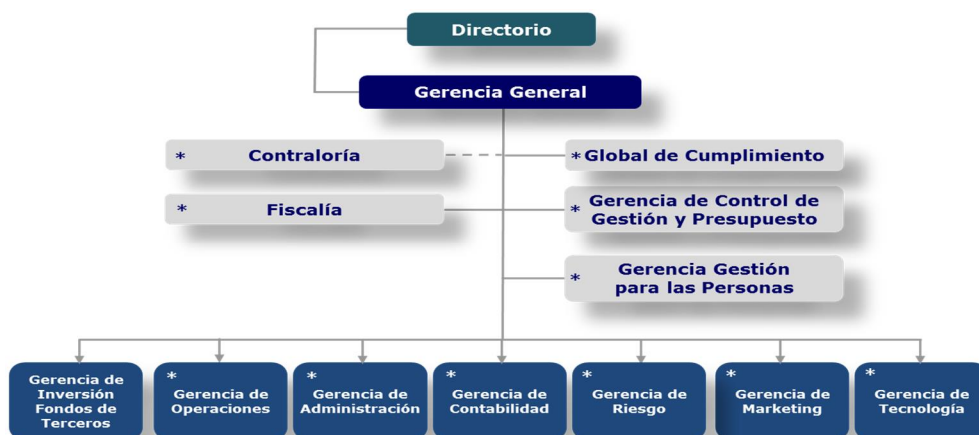 Directorio
Gerencia General
* Contraloría
* Global de Cumplimiento
* Fiscalía
* Gerencia de Control de
Gestión y Presupuesto
* Gerencia Gestión
para las Personas
Gerencia de
Inversión
Fondos de
Terceros
*
Gerencia de
Operaciones
*
Gerencia de
Administración
*
Gerencia de
Contabilidad
*
Gerencia de
Riesgo
*
Gerencia de
Marketing
*
Gerencia de
Tecnología